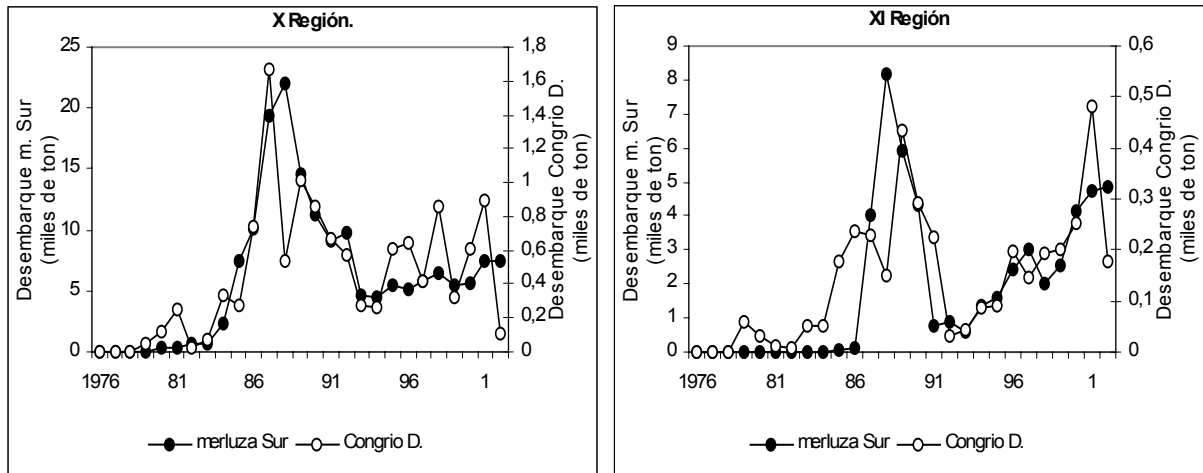 X Región.
Desembarque m. Sur
(miles de ton)
25
20
15
10
5
0
1,8
1,6
1,4
1,2
1
0,8
0,6
0,4
0,2
0
Desembarque Congrio D.
(miles de ton)
1976 81 86 91 96 1
merluza Sur Congrio D.
XI Región
Desembarque m. Sur
(miles de ton)
9
8
7
6
5
4
3
2
1
0
0,6
0,5
0,4
0,3
0,2
0,1
0
Desembarque Congrio D.
(miles de ton)
1976 81 86 91 96 1
merluza Sur Congrio D.